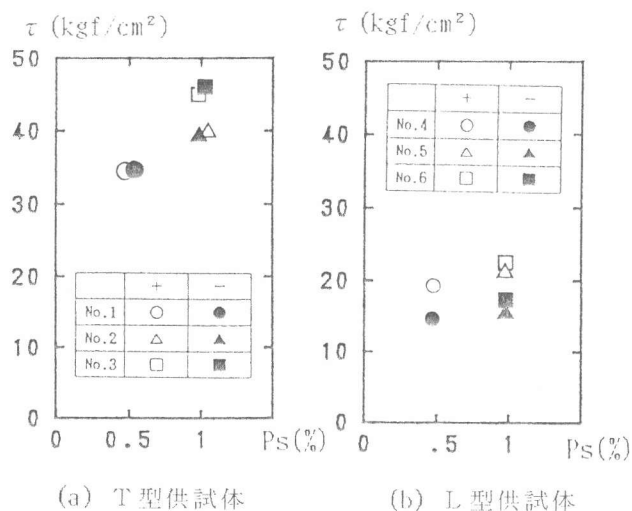 τ (kgf/cm²)
50
40
30
20
10
0
0 0.5 1 Ps(%)
+ −
No.1 ○ ●
No.2 △ ▲
No.3 □ ■
(a) T型供試体
τ (kgf/cm²)
50
40
30
20
10
0
0 .5 1 Ps(%)
+ −
No.4 ○ ●
No.5 △ ▲
No.6 □ ■
(b) L型供試体